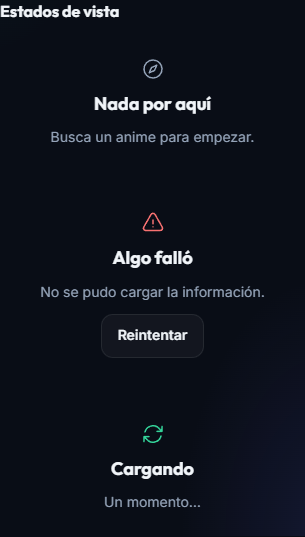 Estados de vista
Nada por aquí
Busca un anime para empezar.
Algo falló
No se pudo cargar la información.
Reintentar
Cargando
Un momento...